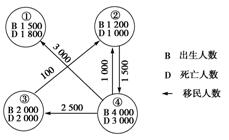 ①
B 1 500
D 1 800
②
B 1 200
D 1 000
B 出生人数
D 死亡人数
移民人数
3 000
100
1 000
1 500
③
B 2 000
D 2 000
2 500
④
B 4 000
D 3 000